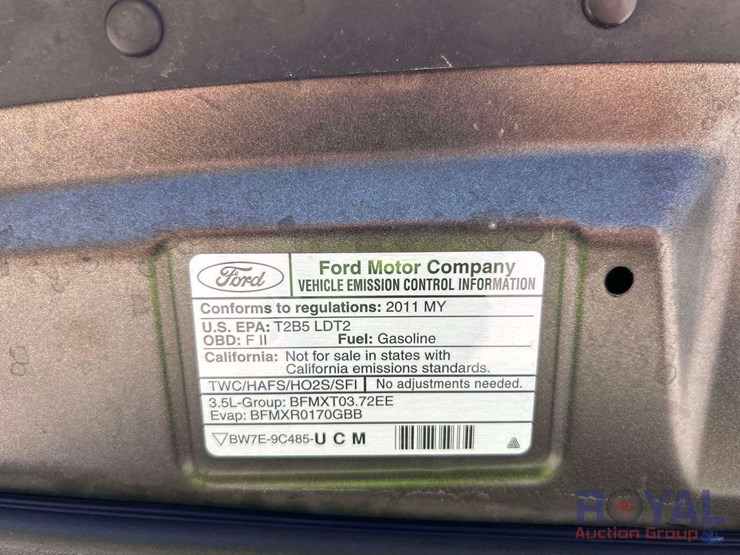 Ford
Ford Motor Company
VEHICLE EMISSION CONTROL INFORMATION
Conforms to regulations: 2011 MY
U.S. EPA: T2B5 LDT2
OBD: F II Fuel: Gasoline
California: Not for sale in states with
California emissions standards.
TWC/HAFS/HO2S/SFI No adjustments needed.
3.5L-Group: BFMXT03.72EE
Evap: BFMXR0170GBB
BW7E-9C485-U C M
ROYAL
Auction Group